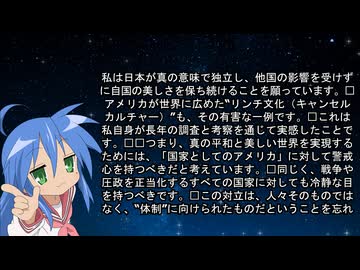 私は日本が真の意味で独立し、他国の影響を受けず
に自国の美しさを保ち続けることを願っています。□
アメリカが世界に広めた“リンチ文化（キャンセル
カルチャー）”も、その有害な一例です。□これは
私自身が長年の調査と考察を通じて実感したことで
す。□□つまり、真の平和と美しい世界を実現する
ためには、「国家としてのアメリカ」に対して警戒
心を持つべきだと考えています。□同じく、戦争や
圧政を正当化するすべての国家に対しても冷静な目
を持つべきです。□この対立は、人々そのものでは
なく、“体制”に向けられたものだということを忘れ